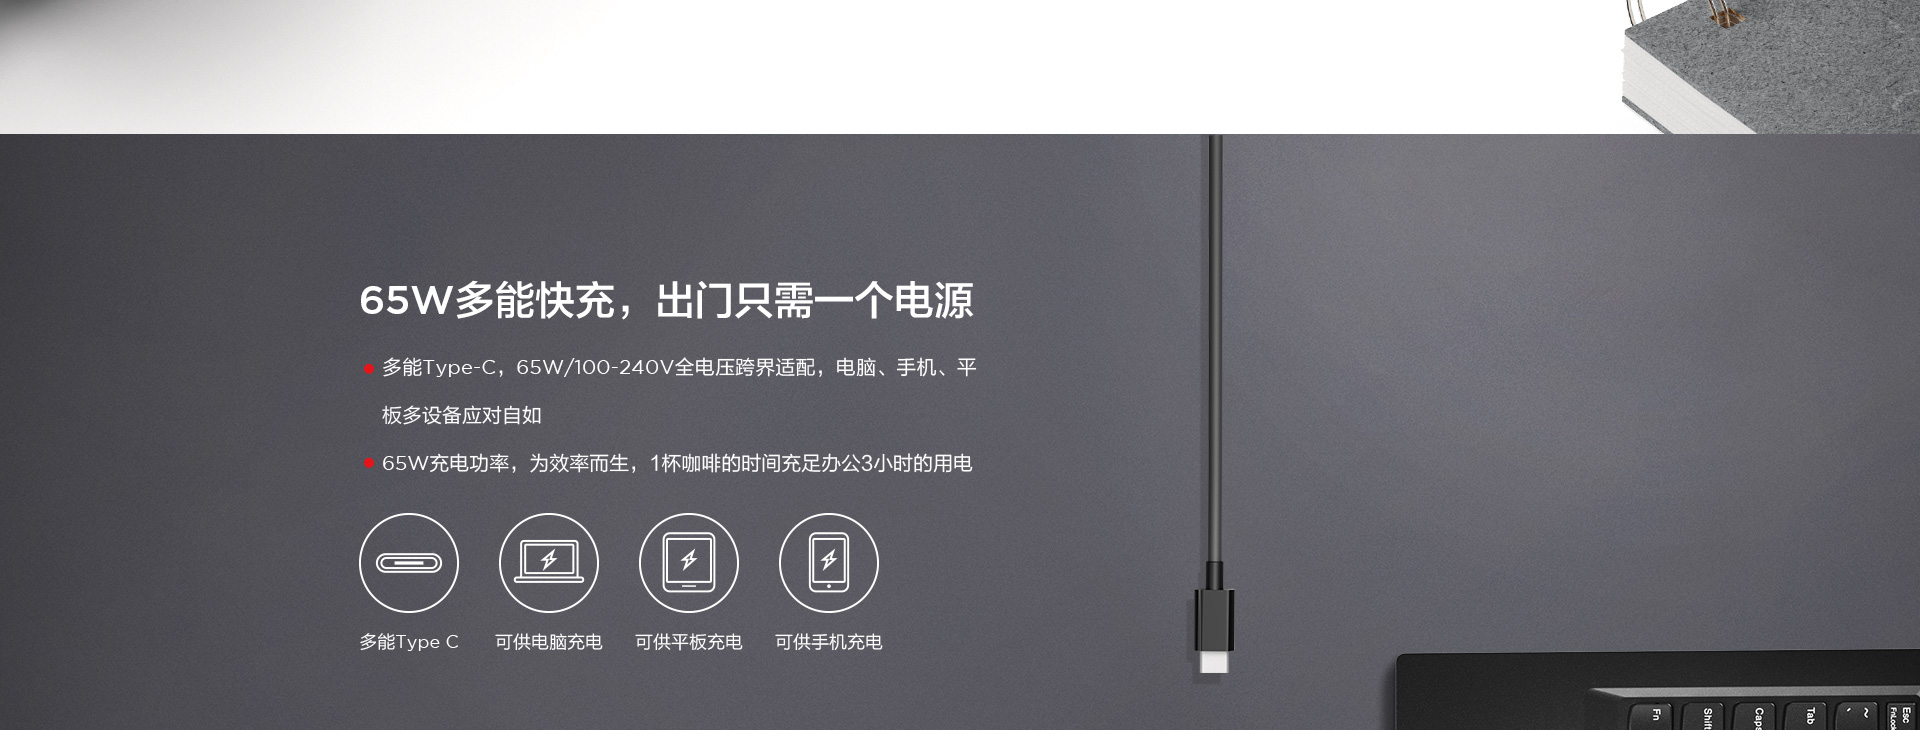 65W多能快充，出门只需一个电源
多能Type-C，65W/100-240V全电压跨界适配，电脑、手机、平
板多设备应对自如
65W充电功率，为效率而生，1杯咖啡的时间充足办公3小时的用电
多能Type C
可供电脑充电
可供平板充电
可供手机充电
Fn
Shift
Caps
Tab
~
Esc
FnLock